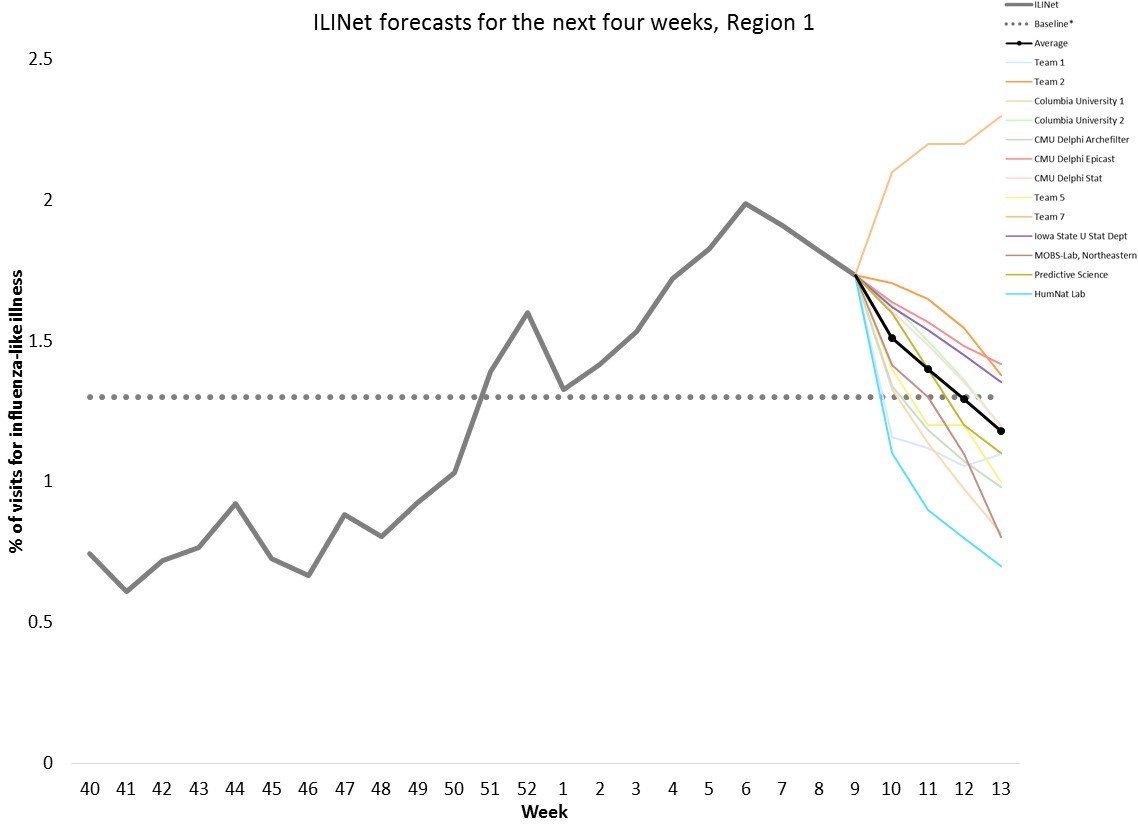 ILINet forecasts for the next four weeks, Region 1
ILINet
Baseline*
Average
Team 1
Team 2
Columbia University 1
Columbia University 2
CMU Delphi Archefilter
CMU Delphi Epicast
CMU Delphi Stat
Team 5
Team 7
Iowa State U Stat Dept
MOBS-Lab, Northeastern
Predictive Science
HumNat Lab
2.5
2
1.5
1
0.5
0
% of visits for influenza-like illness
40 41 42 43 44 45 46 47 48 49 50 51 52 1 2 3 4 5 6 7 8 9 10 11 12 13
Week